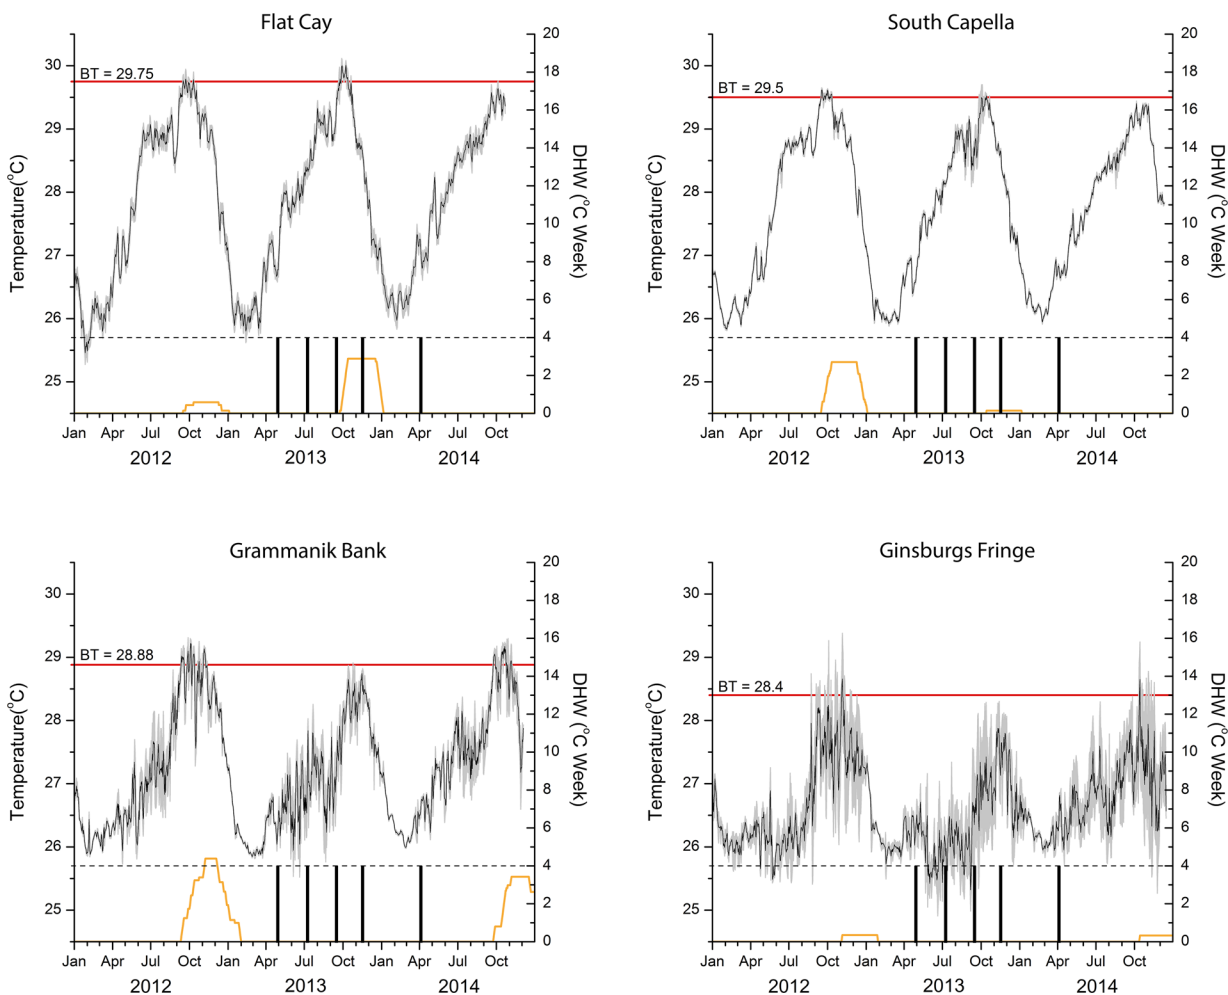 Flat Cay
South Capella
30
29
28
27
26
25
Temperature(°C)
BT = 29.75
20
18
16
14
12
10
8
6
4
2
0
DHW (°C Week)
Jan Apr Jul Oct Jan Apr Jul Oct Jan Apr Jul Oct
2012 2013 2014
30
29
28
27
26
25
Temperature(°C)
BT = 29.5
20
18
16
14
12
10
8
6
4
2
0
DHW (°C Week)
Jan Apr Jul Oct Jan Apr Jul Oct Jan Apr Jul Oct
2012 2013 2014
Grammanik Bank
Ginsburgs Fringe
30
29
28
27
26
25
Temperature(°C)
BT = 28.88
20
18
16
14
12
10
8
6
4
2
0
DHW (°C Week)
Jan Apr Jul Oct Jan Apr Jul Oct Jan Apr Jul Oct
2012 2013 2014
30
29
28
27
26
25
Temperature(°C)
BT = 28.4
20
18
16
14
12
10
8
6
4
2
0
DHW (°C Week)
Jan Apr Jul Oct Jan Apr Jul Oct Jan Apr Jul Oct
2012 2013 2014